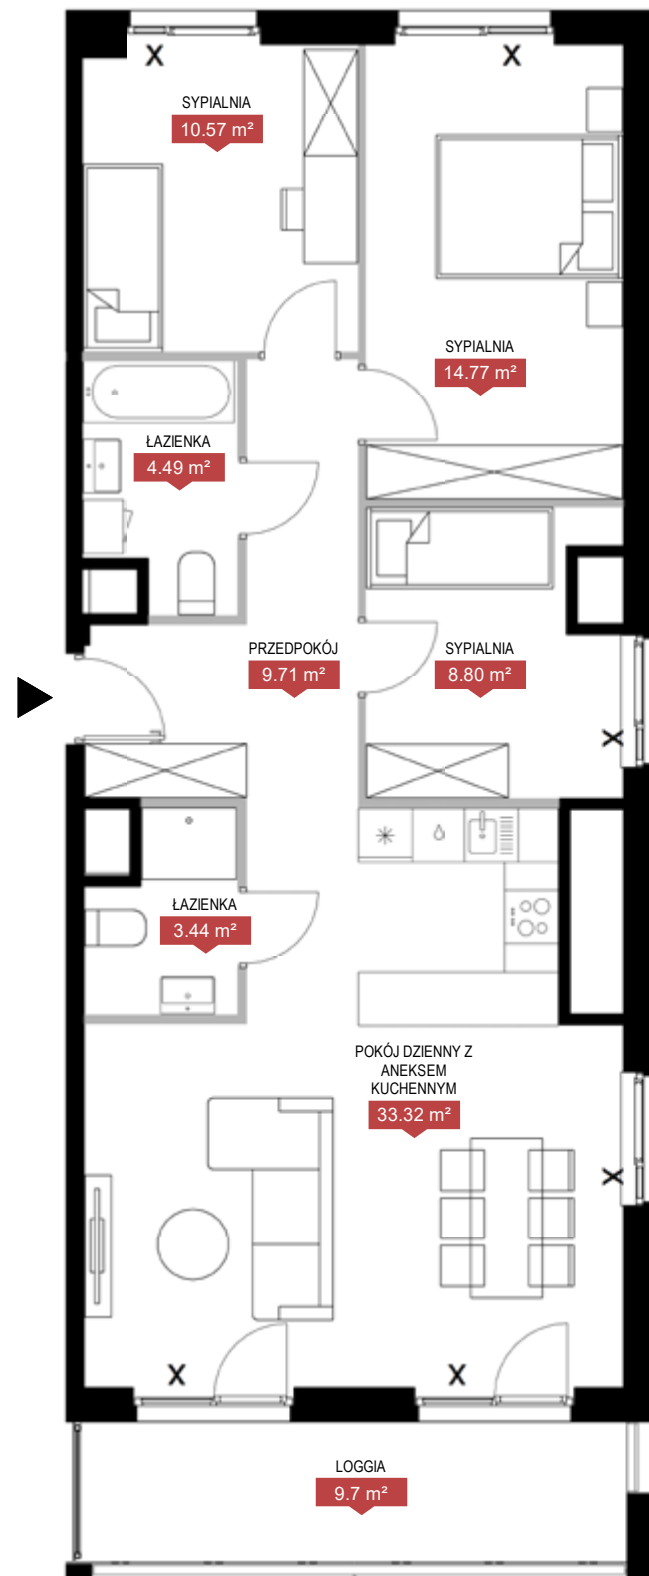 X
X
SYPIALNIA
10.57 m²
SYPIALNIA
14.77 m²
ŁAZIENKA
4.49 m²
PRZEDPOKÓJ
9.71 m²
SYPIALNIA
8.80 m²
X
ŁAZIENKA
3.44 m²
POKÓJ DZIENNY Z
ANEKSEM
KUCHENNYM
33.32 m²
X
X
X
LOGGIA
9.7 m²